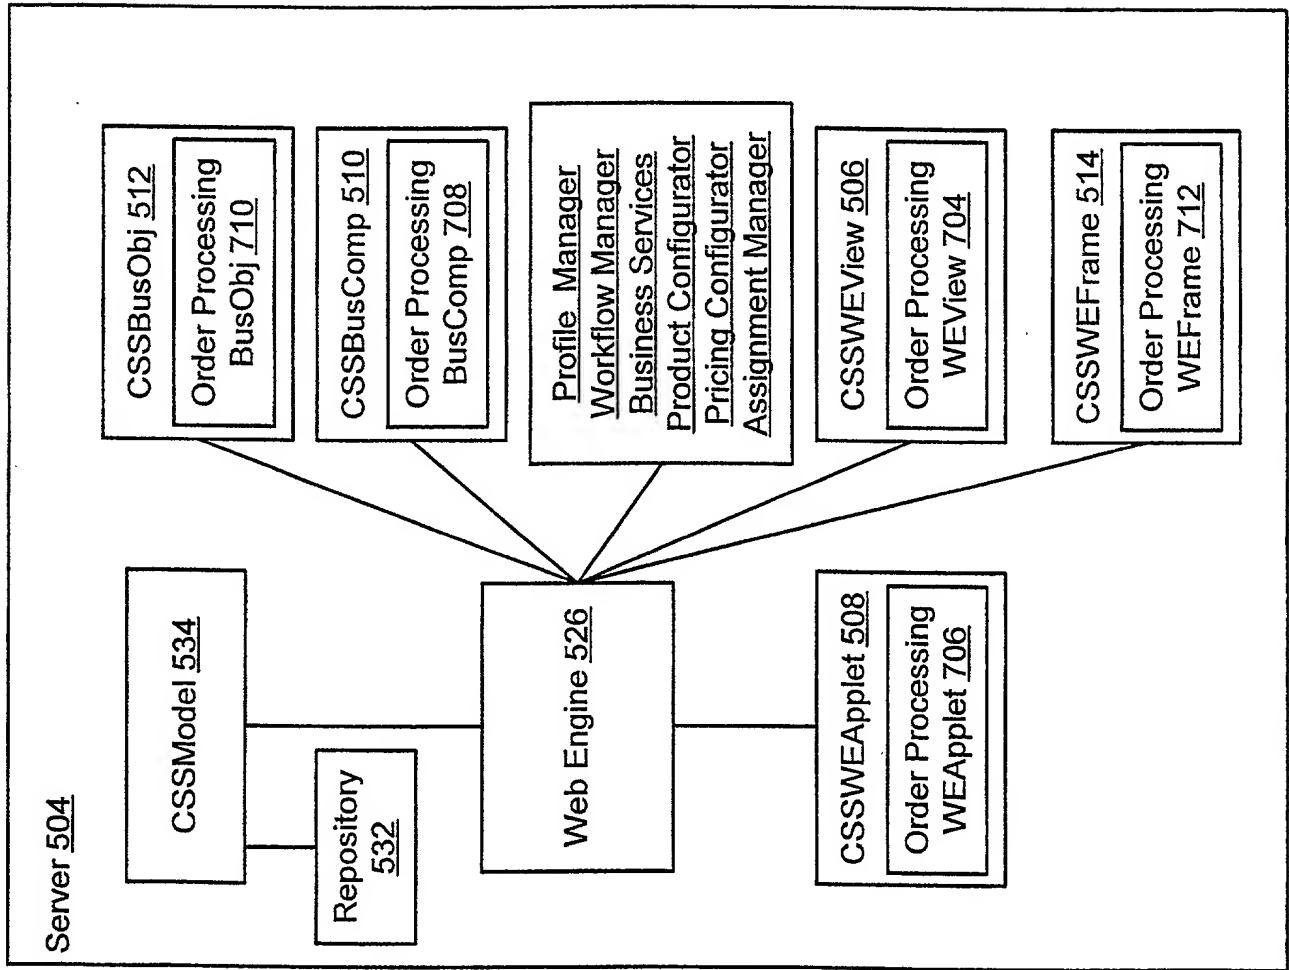 Server 504
CSSModel 534
Repository
532
Web Engine 526
CSSWEApplet 508
Order Processing
WEApplet 706
CSSBusObj 512
Order Processing
BusObj 710
CSSBusComp 510
Order Processing
BusComp 708
Profile Manager
Workflow Manager
Business Services
Product Configurator
Pricing Configurator
Assignment Manager
CSSWEView 506
Order Processing
WEView 704
CSSWEFrame 514
Order Processing
WEFrame 712